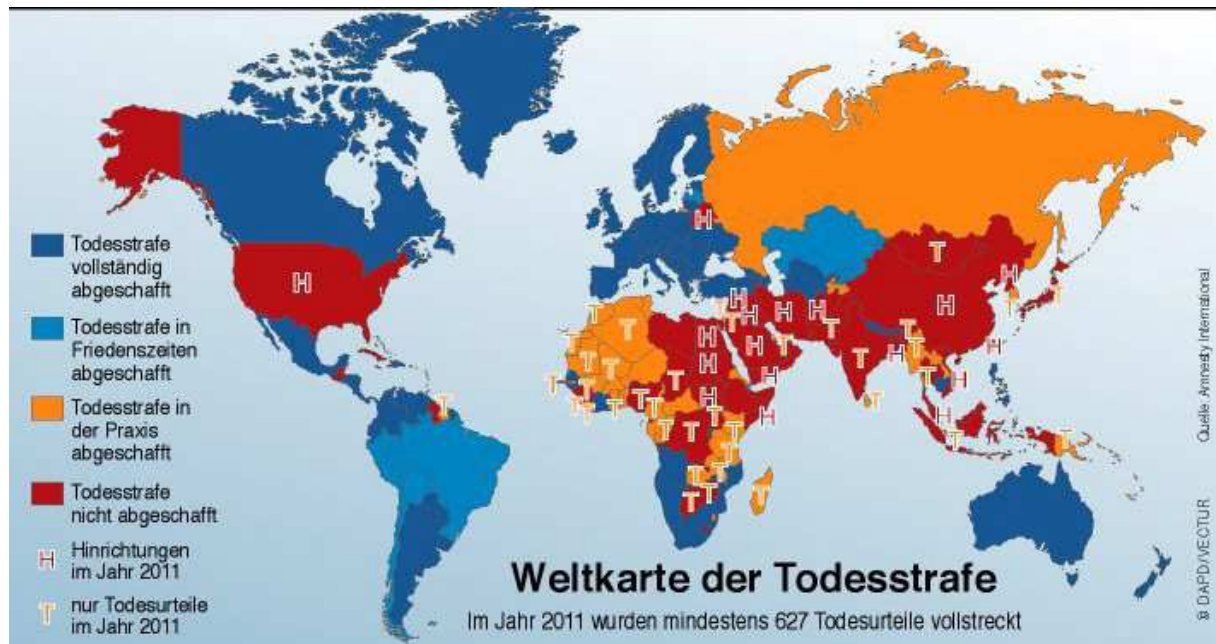 Todesstrafe
vollständig
abgeschafft
Todesstrafe in
Friedenszeiten
abgeschafft
Todesstrafe in
der Praxis
abgeschafft
Todesstrafe
nicht abgeschafft
H Hinrichtungen
im Jahr 2011
T nur Todesurteile
im Jahr 2011
Weltkarte der Todesstrafe
Im Jahr 2011 wurden mindestens 627 Todesurteile vollstreckt
Quelle: Amnesty International
© DAPD/VECTUR